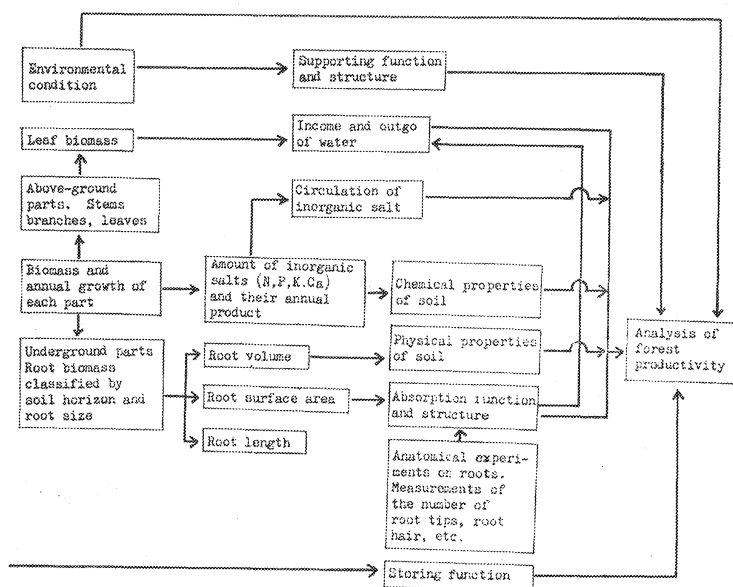 Environmental
condition
Supporting function
and structure
Leaf biomass
Income and outgo
of water
Above-ground
parts. Stems
branches, leaves
Circulation of
inorganic salt
Biomass and
annual growth of
each part
Amount of inorganic
salts (N,P,K.Ca)
and their annual
product
Chemical properties
of soil
Underground parts
Root biomass
classified by
soil horizon and
root size
Root volume
Physical properties
of soil
Analysis of
forest
productivity
Root surface area
Absorption function
and structure
Root length
Anatomical experi-
ments on roots.
Measurements of
the number of
root tips, root
hair, etc.
Storing function